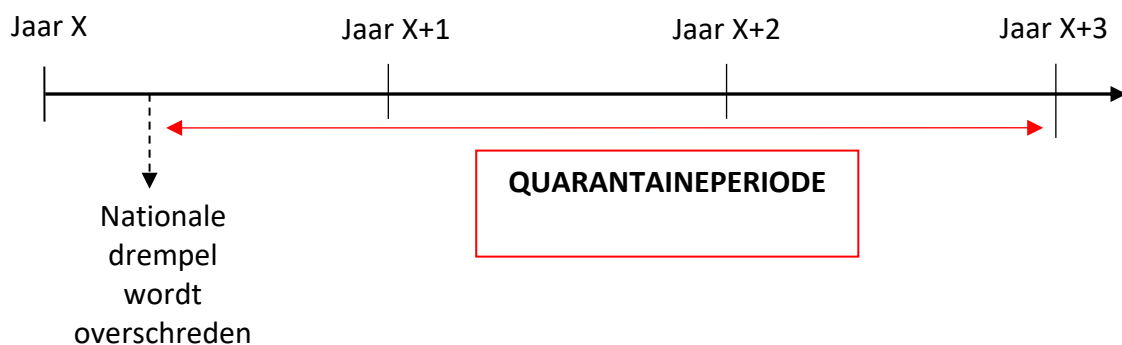 Jaar X
Jaar X+1
Jaar X+2
Jaar X+3
QUARANTAINEPERIODE
Nationale
drempel
wordt
overschreden